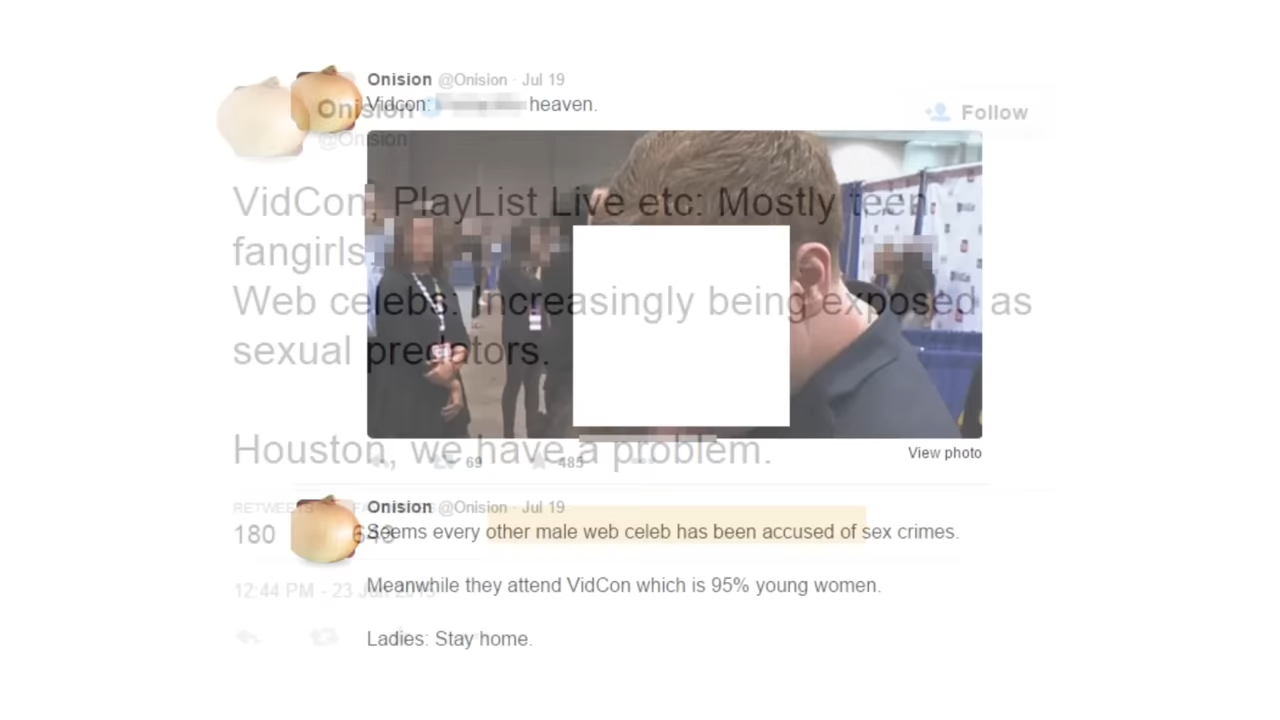 Onision @Onision · Jul 19
Vidcon: heaven.
Onision
@Onision
Follow
VidCon, PlayList Live etc: Mostly teen
fangirls.
Web celebs: Increasingly being exposed as
sexual predators.
Houston, we have a problem.
69 485
View photo
RETWEETS
180
Onision @Onision · Jul 19
Seems every other male web celeb has been accused of sex crimes.
12:44 PM - 23
Meanwhile they attend VidCon which is 95% young women.
Ladies: Stay home.